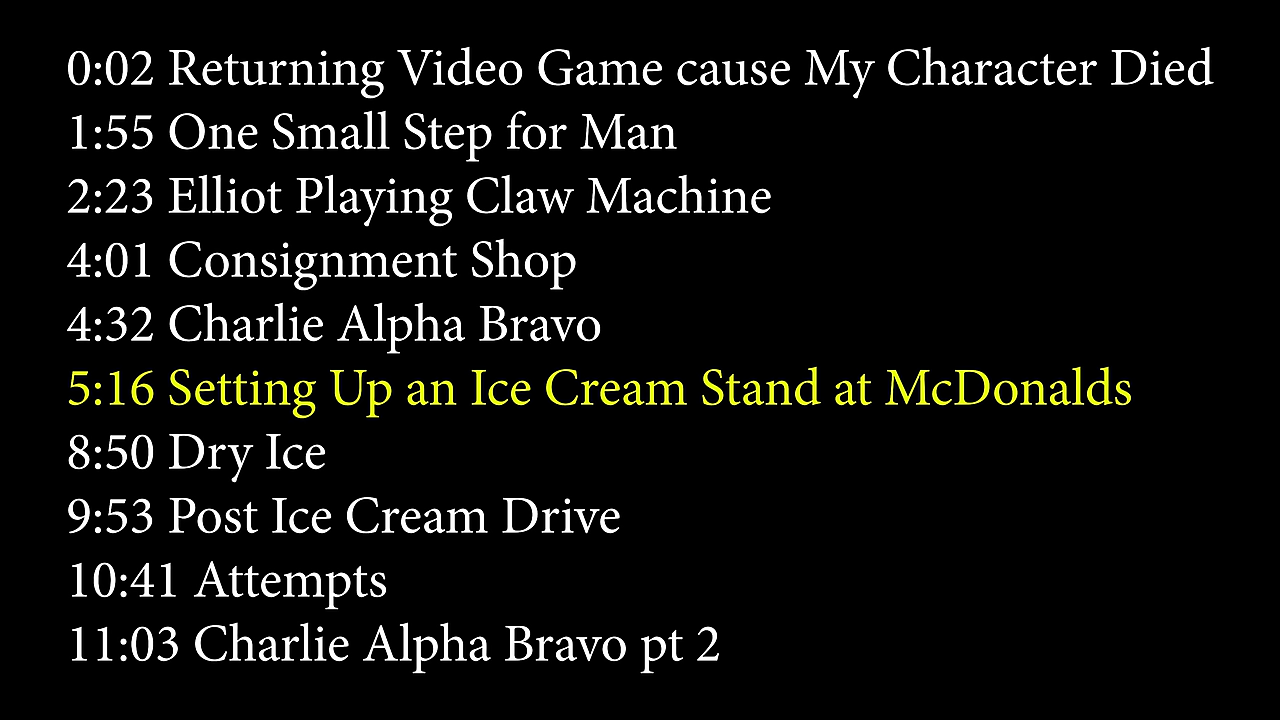 0:02 Returning Video Game cause My Character Died
1:55 One Small Step for Man
2:23 Elliot Playing Claw Machine
4:01 Consignment Shop
4:32 Charlie Alpha Bravo
5:16 Setting Up an Ice Cream Stand at McDonalds
8:50 Dry Ice
9:53 Post Ice Cream Drive
10:41 Attempts
11:03 Charlie Alpha Bravo pt 2